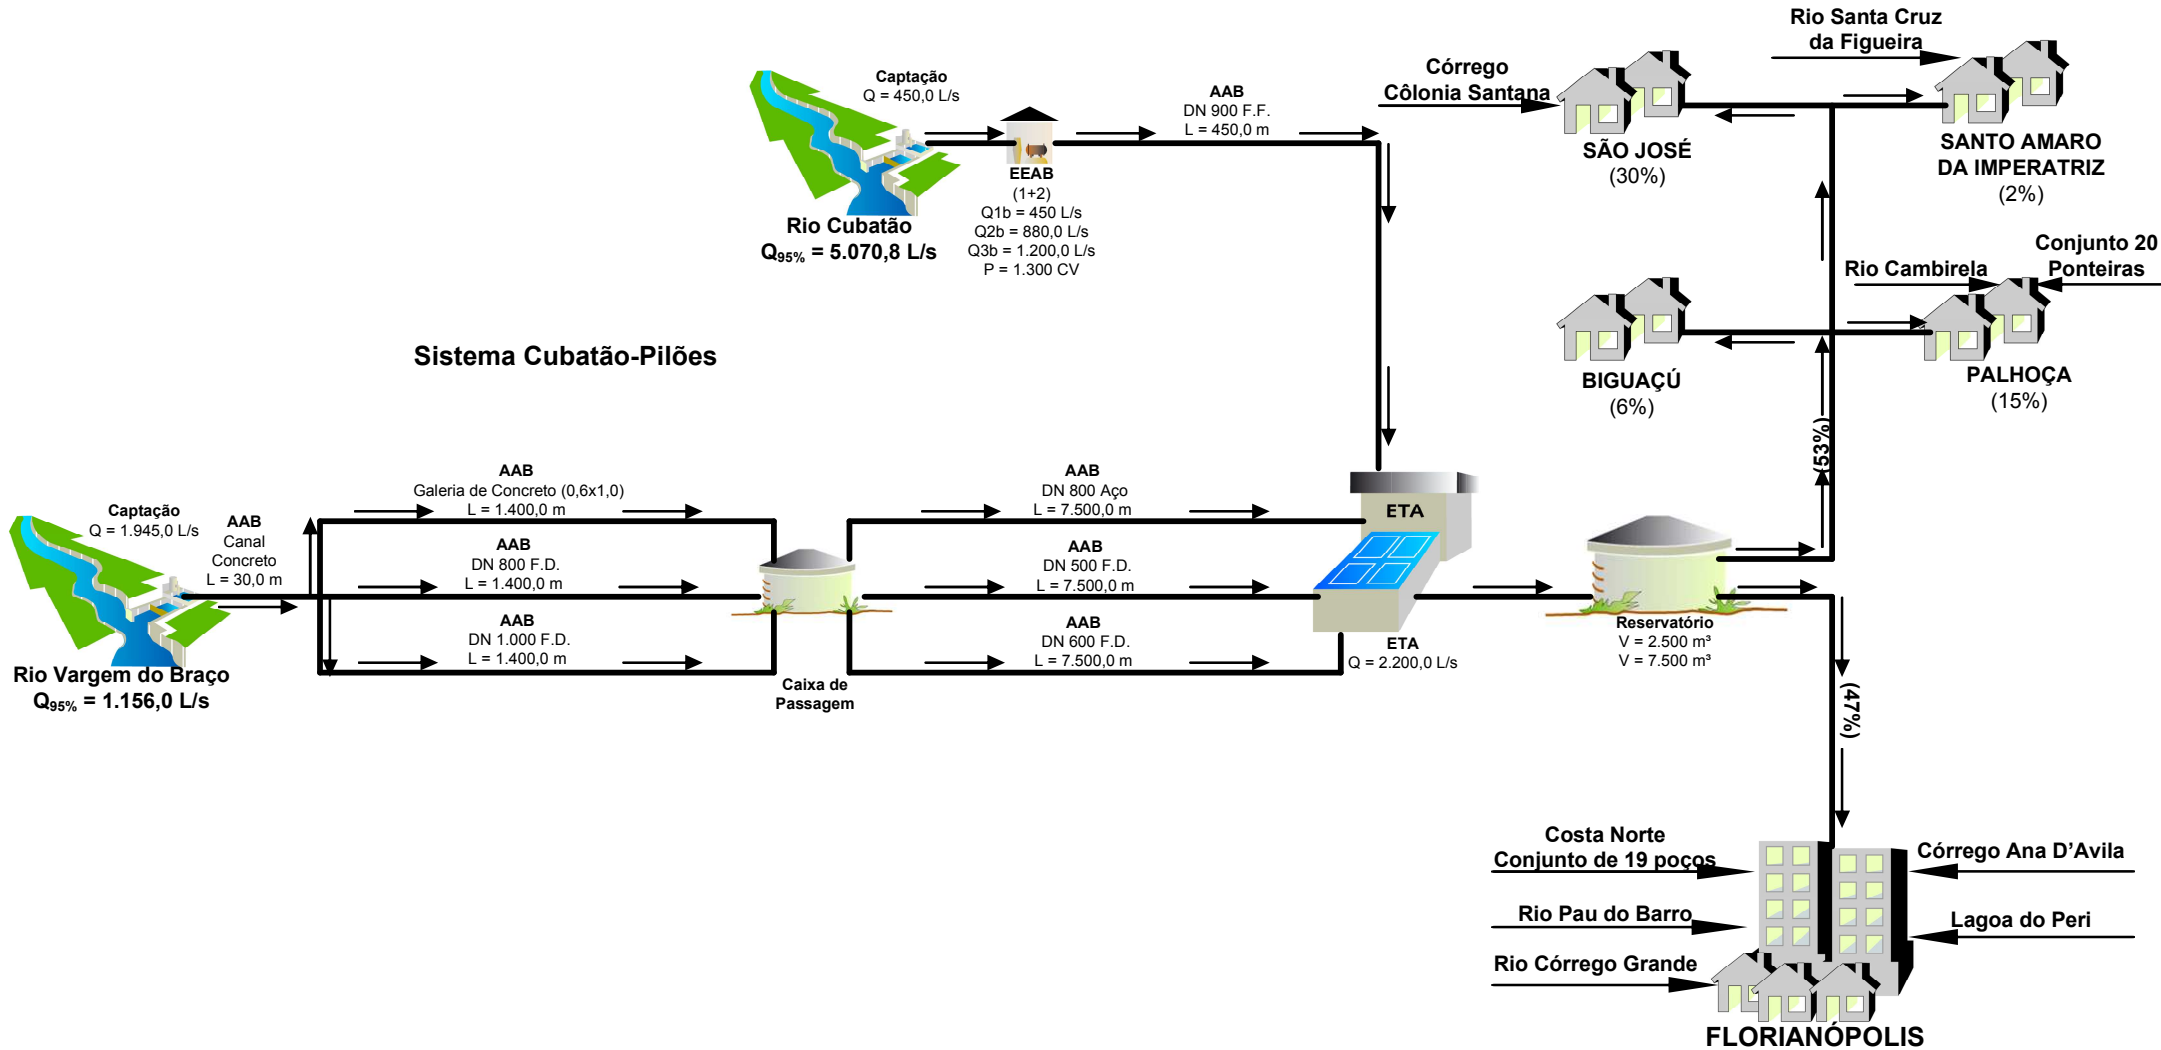 Rio Santa Cruz
da Figueira
Córrego
Côlonia Santana
SÃO JOSÉ
(30%)
SANTO AMARO
DA IMPERATRIZ
(2%)
Captação
Q = 450,0 L/s
AAB
DN 900 F.F.
L = 450,0 m
EEAB
(1+2)
Q1b = 450 L/s
Q2b = 880,0 L/s
Q3b = 1.200,0 L/s
P = 1.300 CV
Rio Cubatão
Q95% = 5.070,8 L/s
Rio Cambirela
Conjunto 20
Ponteiras
BIGUAÇÚ
(6%)
PALHOÇA
(15%)
(53%)
Sistema Cubatão-Pilões
Captação
Q = 1.945,0 L/s
AAB
Canal
Concreto
L = 30,0 m
Rio Vargem do Braço
Q95% = 1.156,0 L/s
AAB
Galeria de Concreto (0,6x1,0)
L = 1.400,0 m
AAB
DN 800 F.D.
L = 1.400,0 m
AAB
DN 1.000 F.D.
L = 1.400,0 m
Caixa de
Passagem
AAB
DN 800 Aço
L = 7.500,0 m
AAB
DN 500 F.D.
L = 7.500,0 m
AAB
DN 600 F.D.
L = 7.500,0 m
ETA
ETA
Q = 2.200,0 L/s
Reservatório
V = 2.500 m³
V = 7.500 m³
(47%)
Costa Norte
Conjunto de 19 poços
Rio Pau do Barro
Rio Córrego Grande
Córrego Ana D'Avila
Lagoa do Peri
FLORIANÓPOLIS